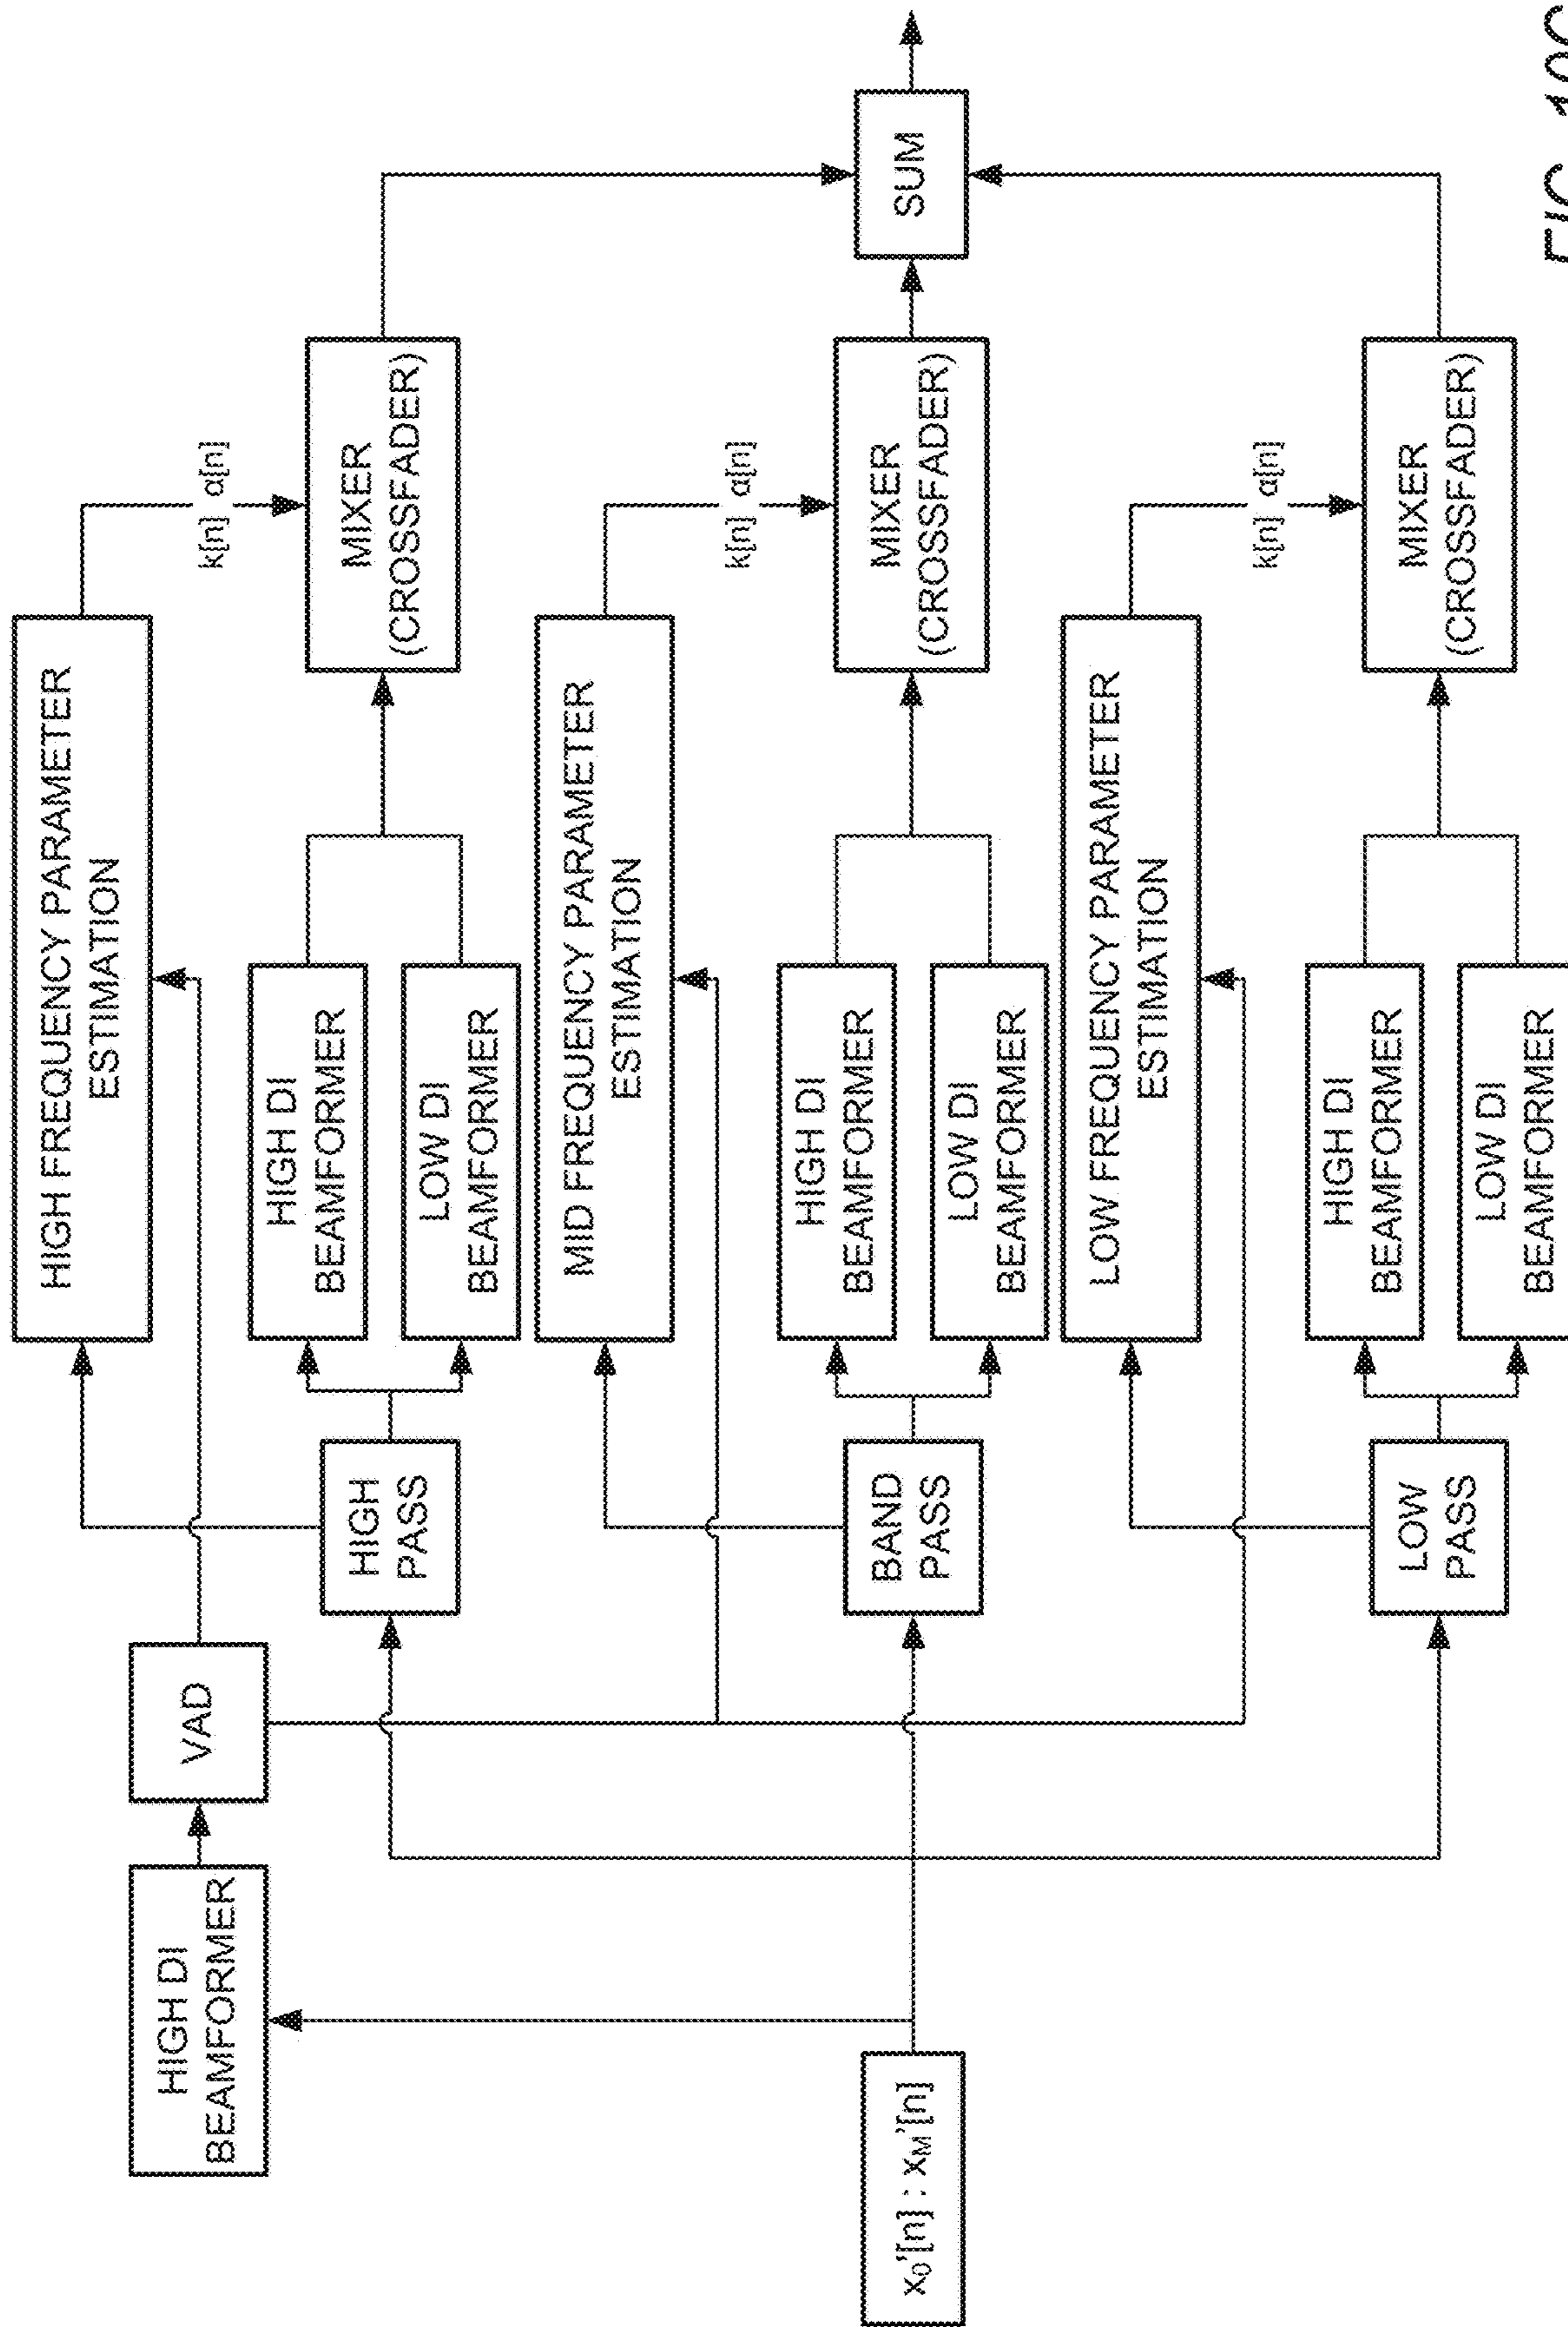 HIGH DI
BEAMFORMER
VAD
HIGH FREQUENCY PARAMETER
ESTIMATION
k[n] α[n]
HIGH
PASS
HIGH DI
BEAMFORMER
LOW DI
BEAMFORMER
MIXER
(CROSSFADER)
MID FREQUENCY PARAMETER
ESTIMATION
k[n] α[n]
x₀'[n] : xₘ'[n]
BAND
PASS
HIGH DI
BEAMFORMER
LOW DI
BEAMFORMER
MIXER
(CROSSFADER)
SUM
LOW FREQUENCY PARAMETER
ESTIMATION
k[n] α[n]
LOW
PASS
HIGH DI
BEAMFORMER
LOW DI
BEAMFORMER
MIXER
(CROSSFADER)
FIG. 10C